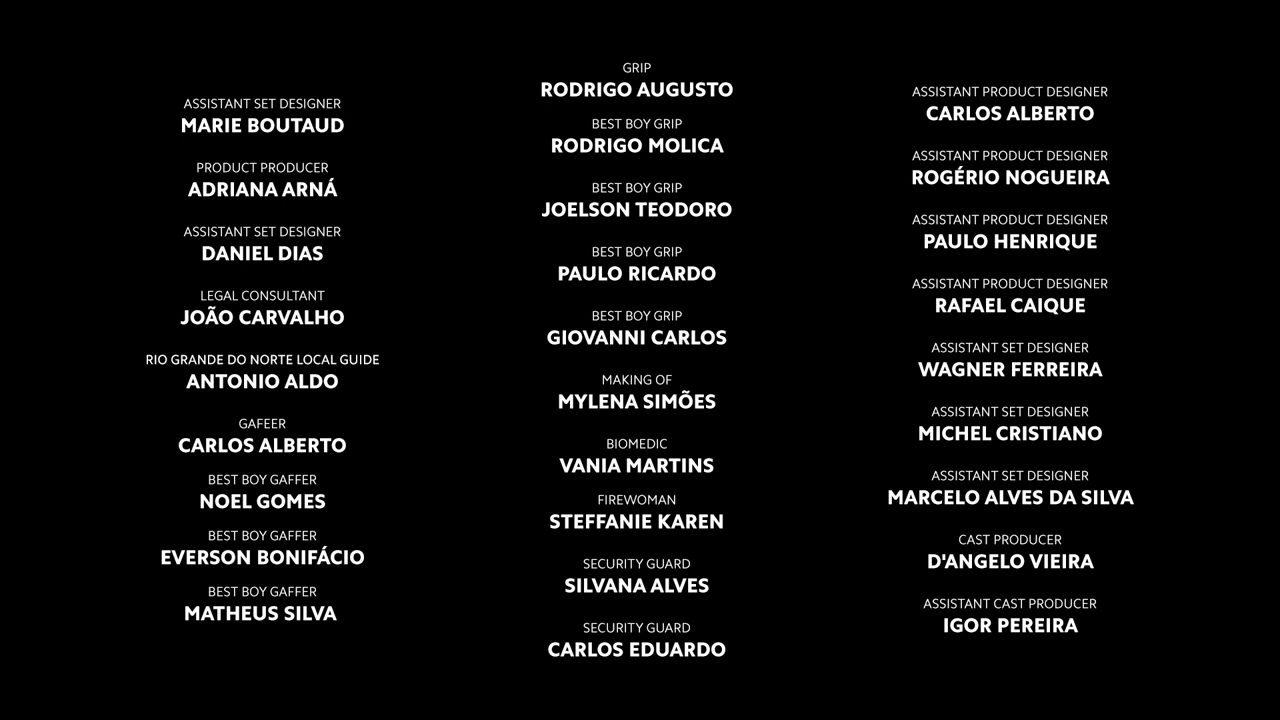 ASSISTANT SET DESIGNER
MARIE BOUTAUD
PRODUCT PRODUCER
ADRIANA ARNÁ
ASSISTANT SET DESIGNER
DANIEL DIAS
LEGAL CONSULTANT
JOÃO CARVALHO
RIO GRANDE DO NORTE LOCAL GUIDE
ANTONIO ALDO
GAFEER
CARLOS ALBERTO
BEST BOY GAFFER
NOEL GOMES
BEST BOY GAFFER
EVERSON BONIFÁCIO
BEST BOY GAFFER
MATHEUS SILVA
GRIP
RODRIGO AUGUSTO
BEST BOY GRIP
RODRIGO MOLICA
BEST BOY GRIP
JOELSON TEODORO
BEST BOY GRIP
PAULO RICARDO
BEST BOY GRIP
GIOVANNI CARLOS
MAKING OF
MYLENA SIMÕES
BIOMEDIC
VANIA MARTINS
FIREWOMAN
STEFFANIE KAREN
SECURITY GUARD
SILVANA ALVES
SECURITY GUARD
CARLOS EDUARDO
ASSISTANT PRODUCT DESIGNER
CARLOS ALBERTO
ASSISTANT PRODUCT DESIGNER
ROGÉRIO NOGUEIRA
ASSISTANT PRODUCT DESIGNER
PAULO HENRIQUE
ASSISTANT PRODUCT DESIGNER
RAFAEL CAIQUE
ASSISTANT SET DESIGNER
WAGNER FERREIRA
ASSISTANT SET DESIGNER
MICHEL CRISTIANO
ASSISTANT SET DESIGNER
MARCELO ALVES DA SILVA
CAST PRODUCER
D'ANGELO VIEIRA
ASSISTANT CAST PRODUCER
IGOR PEREIRA